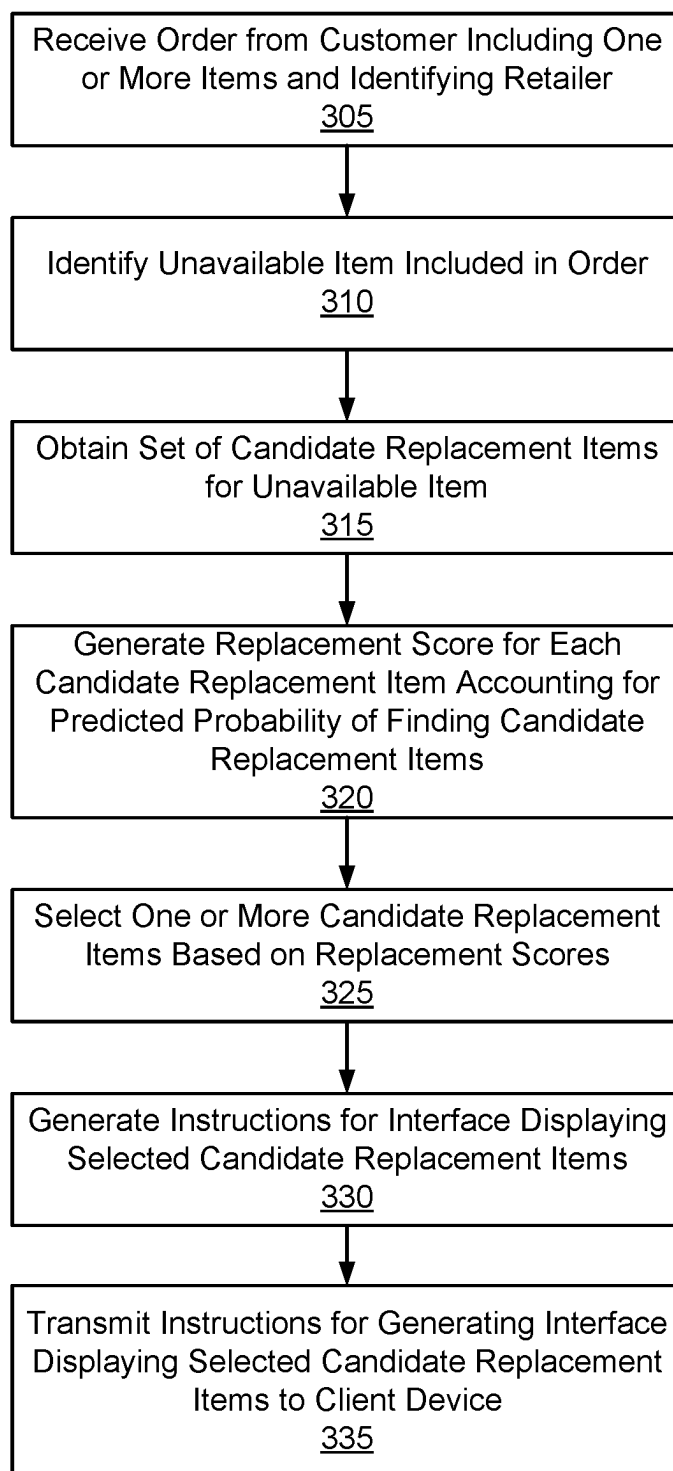 Receive Order from Customer Including One
or More Items and Identifying Retailer
305
Identify Unavailable Item Included in Order
310
Obtain Set of Candidate Replacement Items
for Unavailable Item
315
Generate Replacement Score for Each
Candidate Replacement Item Accounting for
Predicted Probability of Finding Candidate
Replacement Items
320
Select One or More Candidate Replacement
Items Based on Replacement Scores
325
Generate Instructions for Interface Displaying
Selected Candidate Replacement Items
330
Transmit Instructions for Generating Interface
Displaying Selected Candidate Replacement
Items to Client Device
335